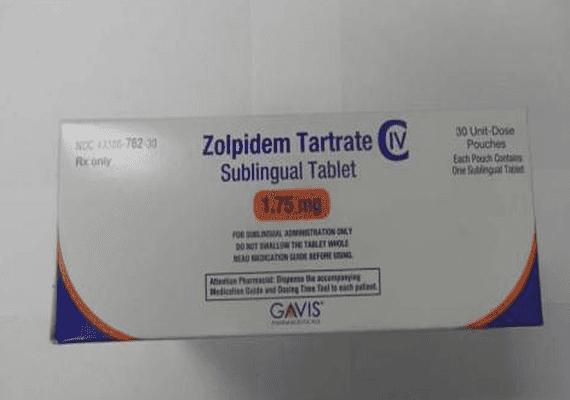 NDC 43386-762-30
Rx only
Zolpidem Tartrate CIV
Sublingual Tablet
1.75 mg
FOR SUBLINGUAL ADMINISTRATION ONLY
DO NOT SWALLOW THE TABLET WHOLE
READ MEDICATION GUIDE BEFORE USING.
Attention Pharmacist: Dispense the accompanying
Medication Guide and Dosing Time Tool to each patient.
GAVIS
PHARMACEUTICALS
30 Unit-Dose
Pouches
Each Pouch Contains
One Sublingual Tablet